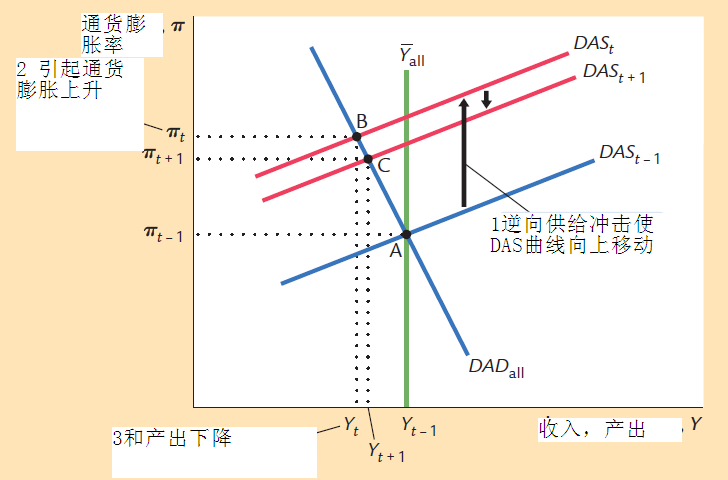 通货膨
胀率
, π
2 引起通货
膨胀上升
Ȳall
DASt
DASt+1
B
πt
C
πt+1
DASt−1
1逆向供给冲击使
DAS曲线向上移动
πt−1
A
DADall
3和产出下降
Yt
Yt−1
收入，产出
, Y
Yt+1